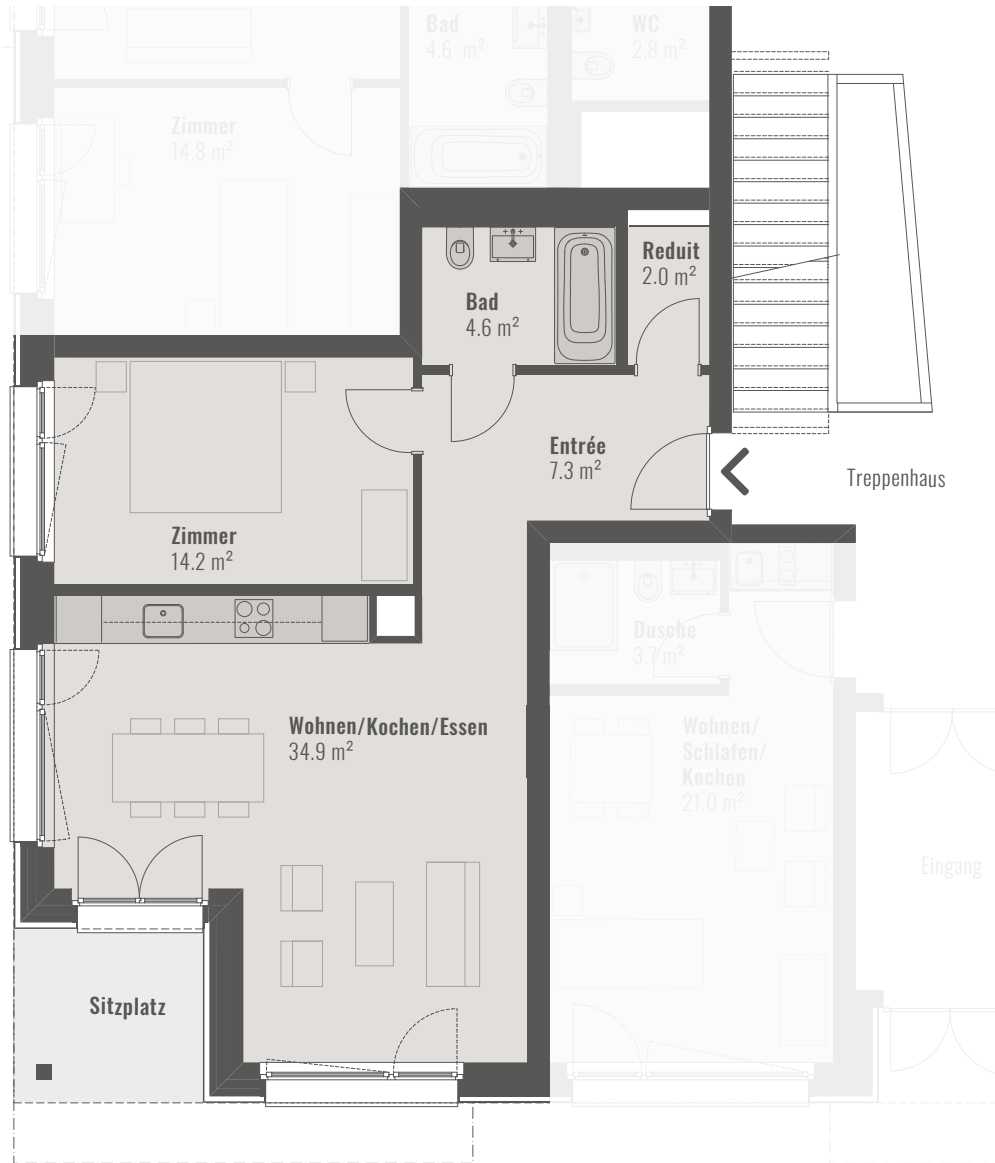 Bad
4.6 m²
WC
2.8 m²
Zimmer
14.8 m²
Reduit
2.0 m²
Bad
4.6 m²
Entrée
7.3 m²
Treppenhaus
Zimmer
14.2 m²
Dusche
3.7 m²
Wohnen/Kochen/Essen
34.9 m²
Wohnen/
Schlafen/
Kochen
21.0 m²
Eingang
Sitzplatz